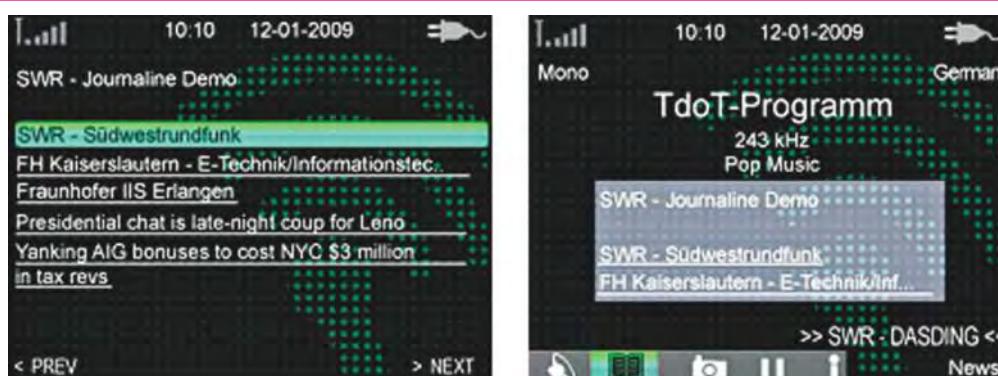 10:10 12-01-2009
SWR - Journaline Demo
SWR - Südwestrundfunk
FH Kaiserslautern - E-Technik/Informationstec..
Fraunhofer IIS Erlangen
Presidential chat is late-night coup for Leno
Yanking AIG bonuses to cost NYC $3 million
in tax revs
< PREV > NEXT
10:10 12-01-2009
Mono German
TdoT-Programm
243 kHz
Pop Music
SWR - Journaline Demo
SWR - Südwestrundfunk
FH Kaiserslautern - E-Technik/Inf...
>> SWR - DASDING <<
News